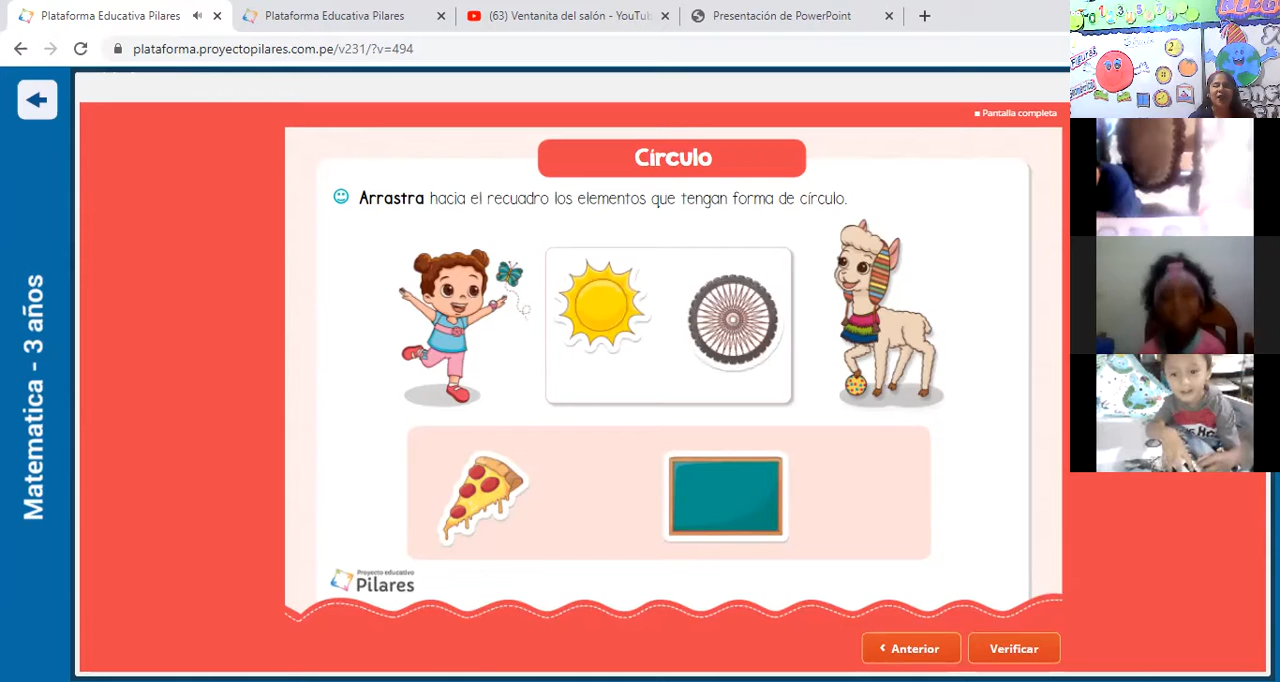 Plataforma Educativa Pilares
Plataforma Educativa Pilares
(63) Ventanita del salón - YouTub
Presentación de PowerPoint
plataforma.proyectopilares.com.pe/v231/?v=494
Pantalla completa
Círculo
Arrastra hacia el recuadro los elementos que tengan forma de círculo.
Matematica - 3 años
Proyecto educativo
Pilares
Anterior
Verificar